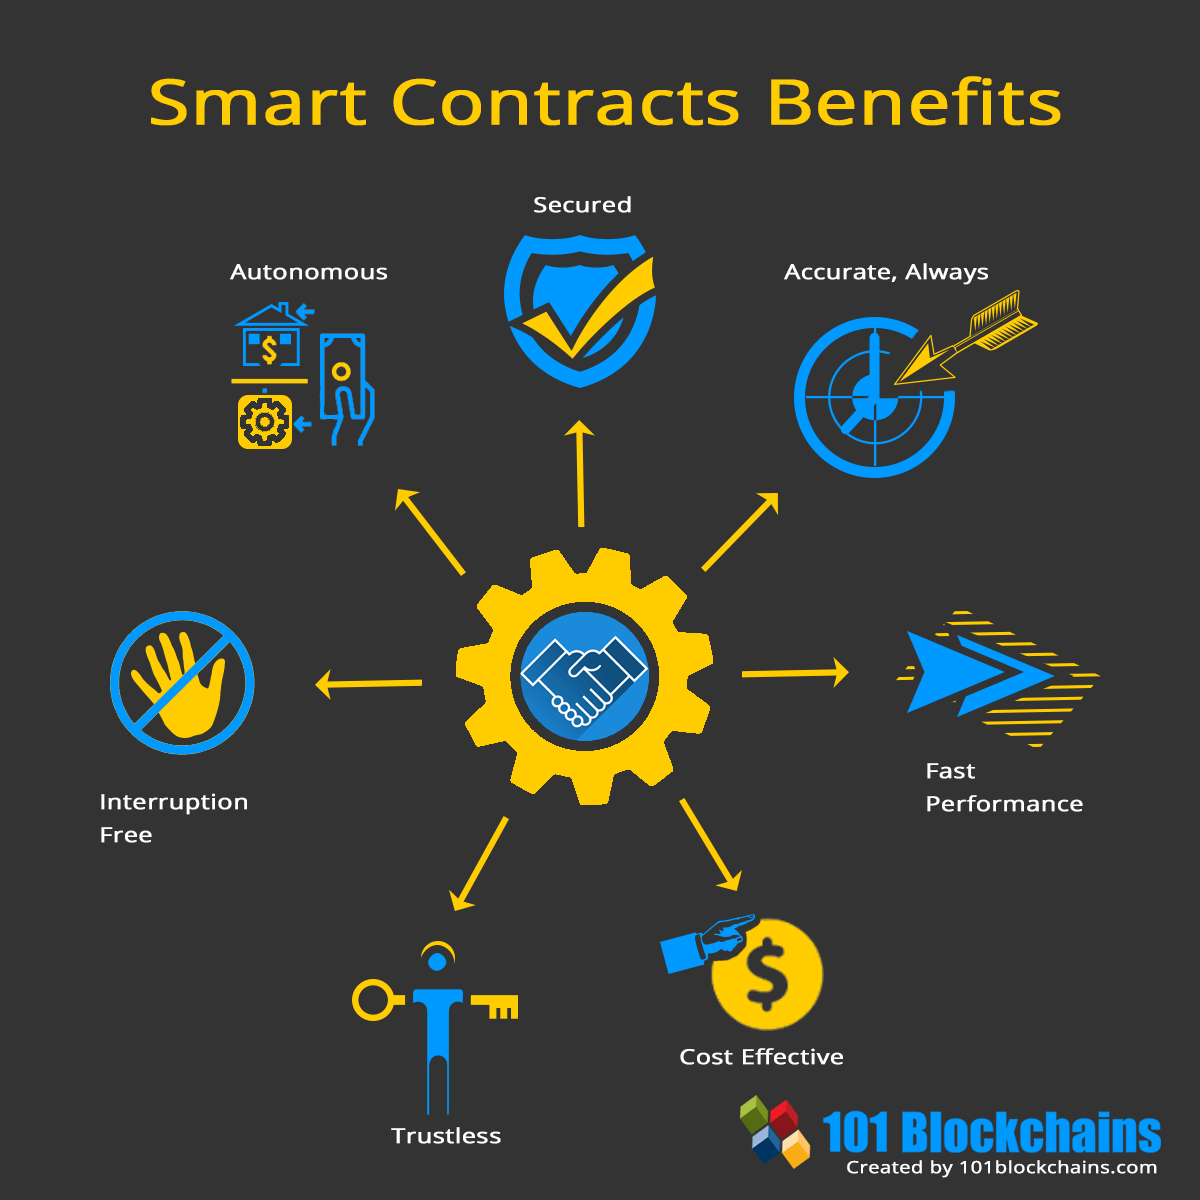 Smart Contracts Benefits
Secured
Autonomous
Accurate, Always
$
Interruption
Free
Fast
Performance
$
Cost Effective
Trustless
101 Blockchains
Created by 101blockchains.com